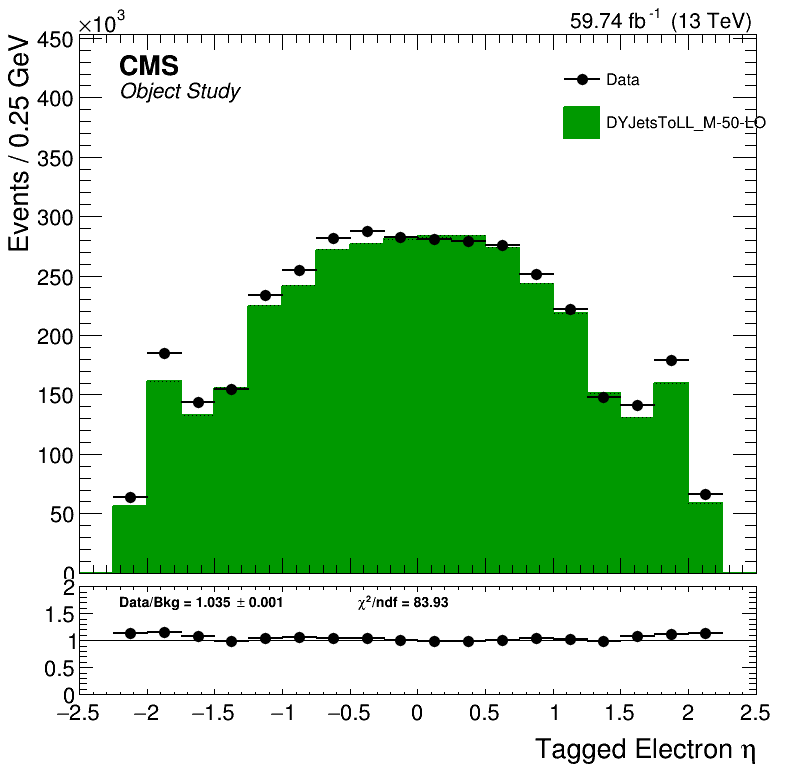 ×10³
59.74 fb⁻¹ (13 TeV)
Events / 0.25 GeV
450
400
350
300
250
200
150
100
50
0
CMS
Object Study
Data
DYJetsToLL_M-50-LO
2
1.5
1
0.5
0
Data/Bkg = 1.035 ± 0.001
χ²/ndf = 83.93
−2.5 −2 −1.5 −1 −0.5 0 0.5 1 1.5 2 2.5
Tagged Electron η